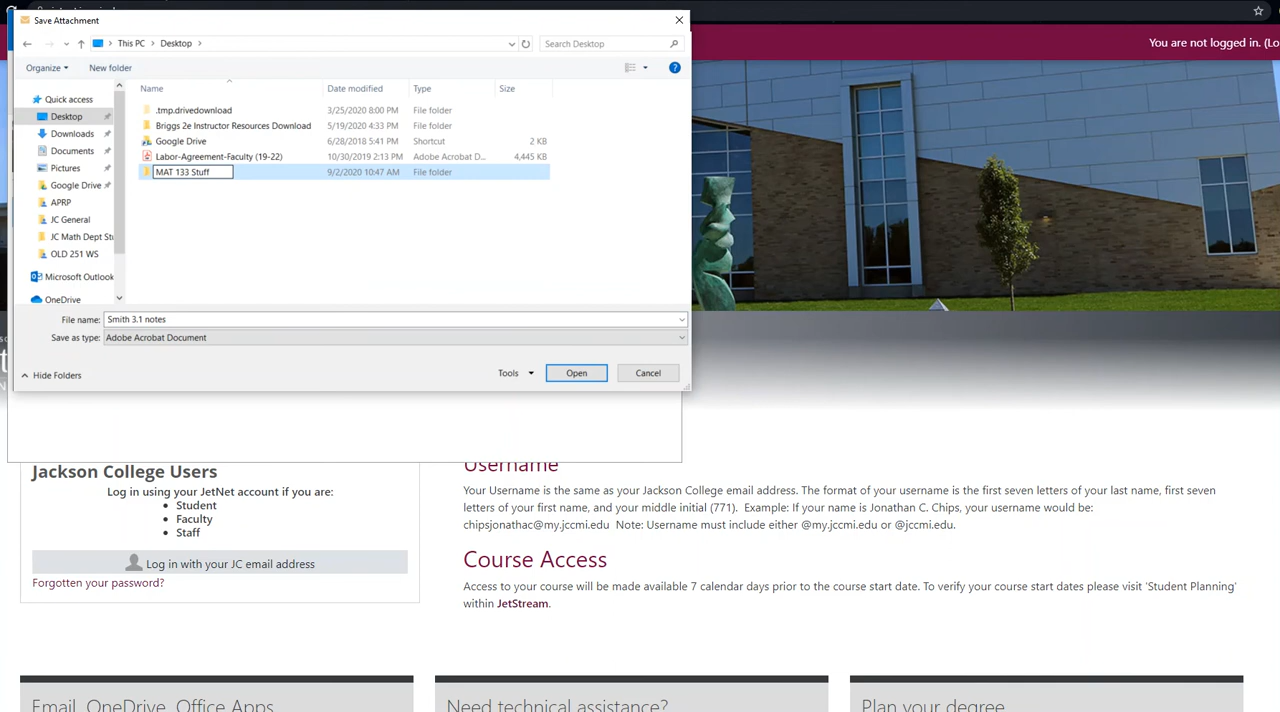 Save Attachment
You are not logged in. (Lo
This PC > Desktop >
Search Desktop
Organize
New folder
Name
Date modified
Type
Size
Quick access
Desktop
Downloads
Documents
Pictures
Google Drive
APRP
JC General
JC Math Dept Stu
OLD 251 WS
Microsoft Outlook
OneDrive
.tmp.drivedownload 3/25/2020 8:00 PM File folder
Briggs 2e Instructor Resources Download 5/19/2020 4:33 PM File folder
Google Drive 6/28/2018 5:41 PM Shortcut 2 KB
Labor-Agreement-Faculty (19-22) 10/30/2019 2:13 PM Adobe Acrobat D... 4,445 KB
MAT 133 Stuff 9/2/2020 10:47 AM File folder
File name: Smith 3.1 notes
Save as type: Adobe Acrobat Document
Hide Folders
Tools
Open
Cancel
Jackson College Users
Log in using your JetNet account if you are:
• Student
• Faculty
• Staff
Log in with your JC email address
Forgotten your password?
Username
Your Username is the same as your Jackson College email address. The format of your username is the first seven letters of your last name, first seven
letters of your first name, and your middle initial (771). Example: If your name is Jonathan C. Chips, your username would be:
chipsjonathac@my.jccmi.edu Note: Username must include either @my.jccmi.edu or @jccmi.edu.
Course Access
Access to your course will be made available 7 calendar days prior to the course start date. To verify your course start dates please visit 'Student Planning'
within JetStream.
Email, OneDrive, Office Apps
Need technical assistance?
Plan your degree